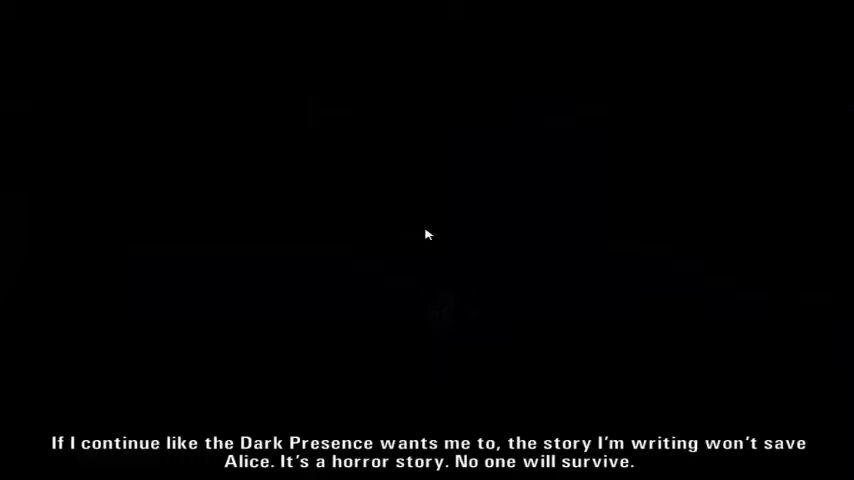 If I continue like the Dark Presence wants me to, the story I'm writing won't save
Alice. It's a horror story. No one will survive.